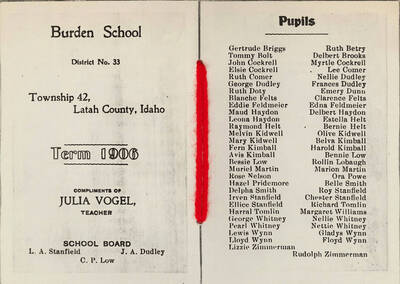 Burden School
District No. 33
Township 42,
Latah County, Idaho
Term 1906
COMPLIMENTS OF
JULIA VOGEL,
TEACHER
SCHOOL BOARD
L. A. Stanfield J. A. Dudley
C. P. Low
Pupils
Gertrude Briggs Ruth Betry
Tommy Bolt Delbert Brooks
John Cockrell Myrtle Cockrell
Elsie Cockrell Lee Comer
Ruth Comer Nellie Dudley
George Dudley Frances Dudley
Ruth Doty Emery Dunn
Blanche Felts Clarence Felts
Eddie Feldmeier Edna Feldmeier
Maud Haydon Delbert Haydon
Leona Haydon Estella Helt
Raymond Helt Bernie Helt
Melvin Kidwell Olive Kidwell
Mary Kidwell Belva Kimball
Fern Kimball Harold Kimball
Avis Kimball Bennie Low
Bessie Low Rollin Lobaugh
Muriel Martin Marion Martin
Rose Nelson Ora Powe
Hazel Pridemore Belle Smith
Delpha Smith Roy Stanfield
Irven Stanfield Chester Stanfield
Ellice Stanfield Richard Tomlin
Harral Tomlin Margaret Williams
George Whitney Nellie Whitney
Pearl Whitney Nettie Whitney
Lewis Wynn Gladys Wynn
Lloyd Wynn Floyd Wynn
Lizzie Zimmerman
Rudolph Zimmerman